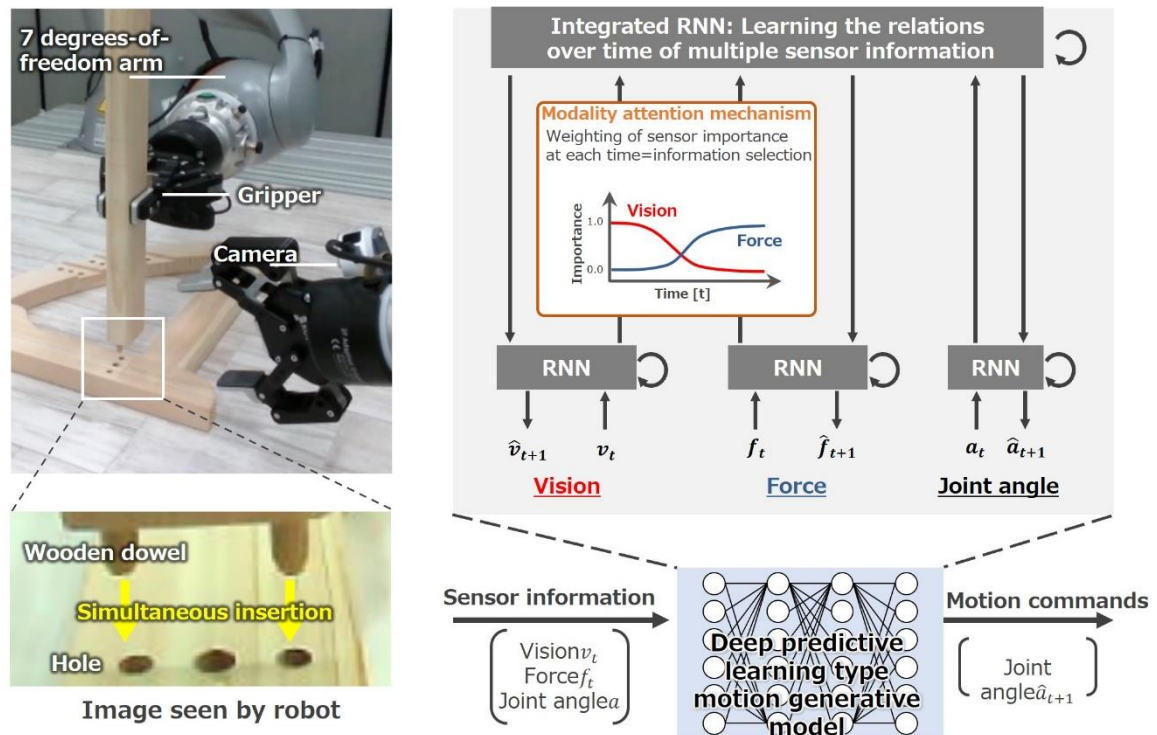 7 degrees-of-
freedom arm
Gripper
Camera
Wooden dowel
Simultaneous insertion
Hole
Image seen by robot
Integrated RNN: Learning the relations
over time of multiple sensor information
Modality attention mechanism
Weighting of sensor importance
at each time=information selection
Importance
1.0
0.0
Vision
Force
Time [t]
RNN
RNN
RNN
v̂ₜ₊₁
vₜ
fₜ
f̂ₜ₊₁
aₜ
âₜ₊₁
Vision
Force
Joint angle
Sensor information
Visionvₜ
Forcefₜ
Joint anglea
Deep predictive
learning type
motion generative
model
Motion commands
Joint
angleâₜ₊₁